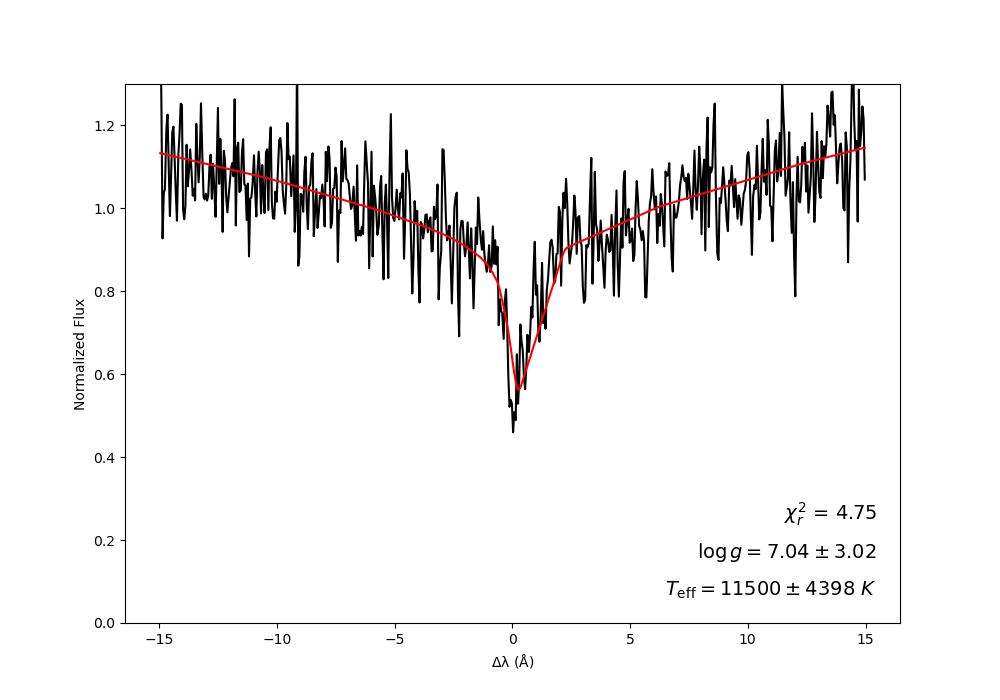 1.2
1.0
0.8
0.6
0.4
0.2
0.0
Normalized Flux
χ²ᵣ = 4.75
log g = 7.04 ± 3.02
T_eff = 11500 ± 4398 K
−15 −10 −5 0 5 10 15
Δλ (Å)